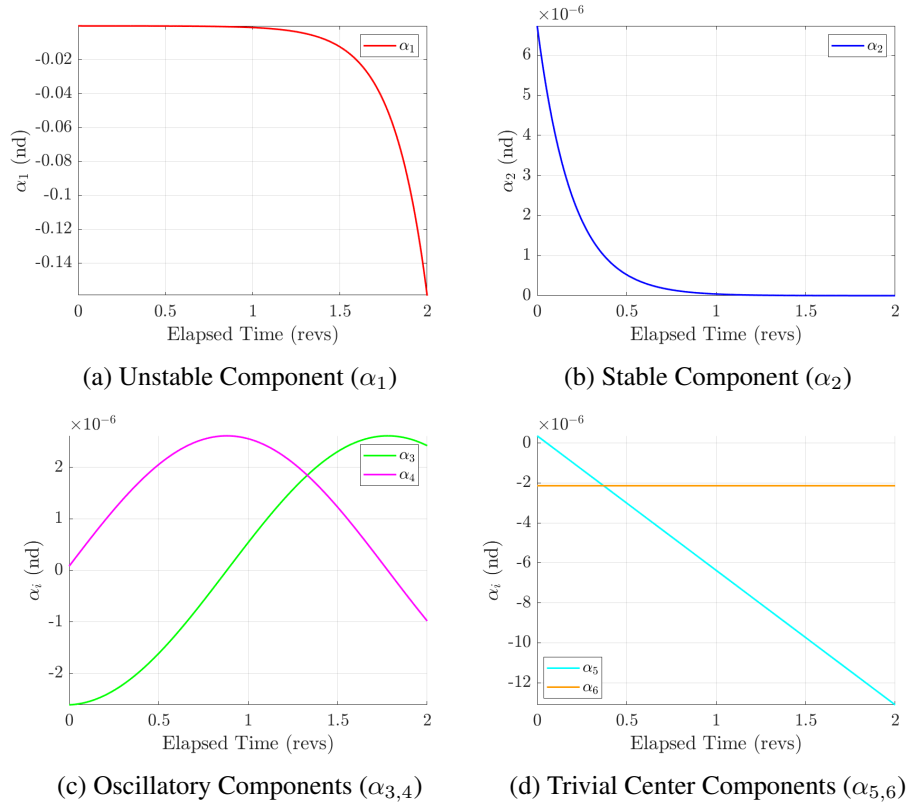 α₁
-0.02
-0.04
-0.06
-0.08
-0.1
-0.12
-0.14
α₁ (nd)
0 0.5 1 1.5 2
Elapsed Time (revs)
(a) Unstable Component (α₁)
×10⁻⁶
α₂
6
5
4
3
2
1
0
α₂ (nd)
0 0.5 1 1.5 2
Elapsed Time (revs)
(b) Stable Component (α₂)
×10⁻⁶
α₃
α₄
2
1
0
-1
-2
αᵢ (nd)
0 0.5 1 1.5 2
Elapsed Time (revs)
(c) Oscillatory Components (α₃,₄)
×10⁻⁶
0
-2
-4
-6
-8
-10
-12
αᵢ (nd)
α₅
α₆
0 0.5 1 1.5 2
Elapsed Time (revs)
(d) Trivial Center Components (α₅,₆)